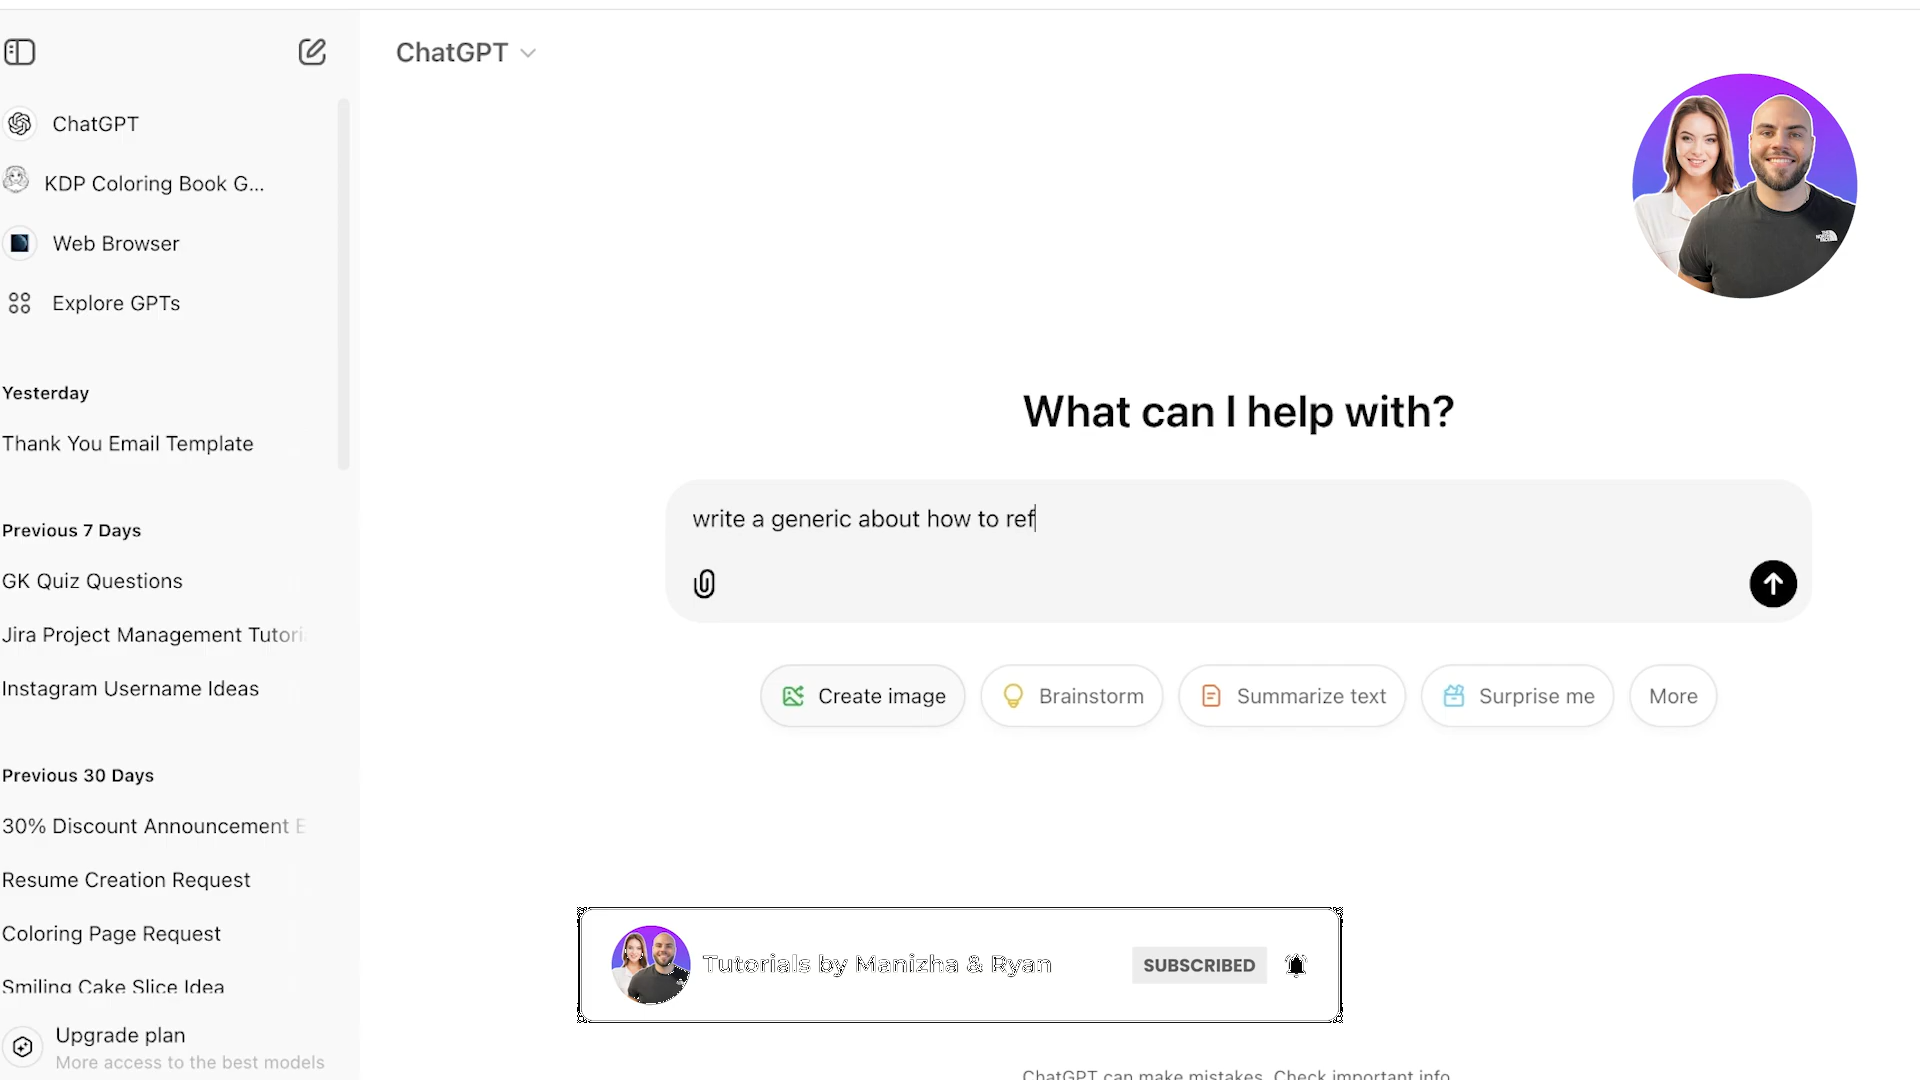 ChatGPT
ChatGPT
KDP Coloring Book G...
Web Browser
Explore GPTs
Yesterday
Thank You Email Template
Previous 7 Days
GK Quiz Questions
Jira Project Management Tutori
Instagram Username Ideas
Previous 30 Days
30% Discount Announcement E
Resume Creation Request
Coloring Page Request
Smiling Cake Slice Idea
Upgrade plan
More access to the best models
What can I help with?
write a generic about how to ref
Create image
Brainstorm
Summarize text
Surprise me
More
Tutorials by Manizha & Ryan
SUBSCRIBED
ChatGPT can make mistakes. Check important info.